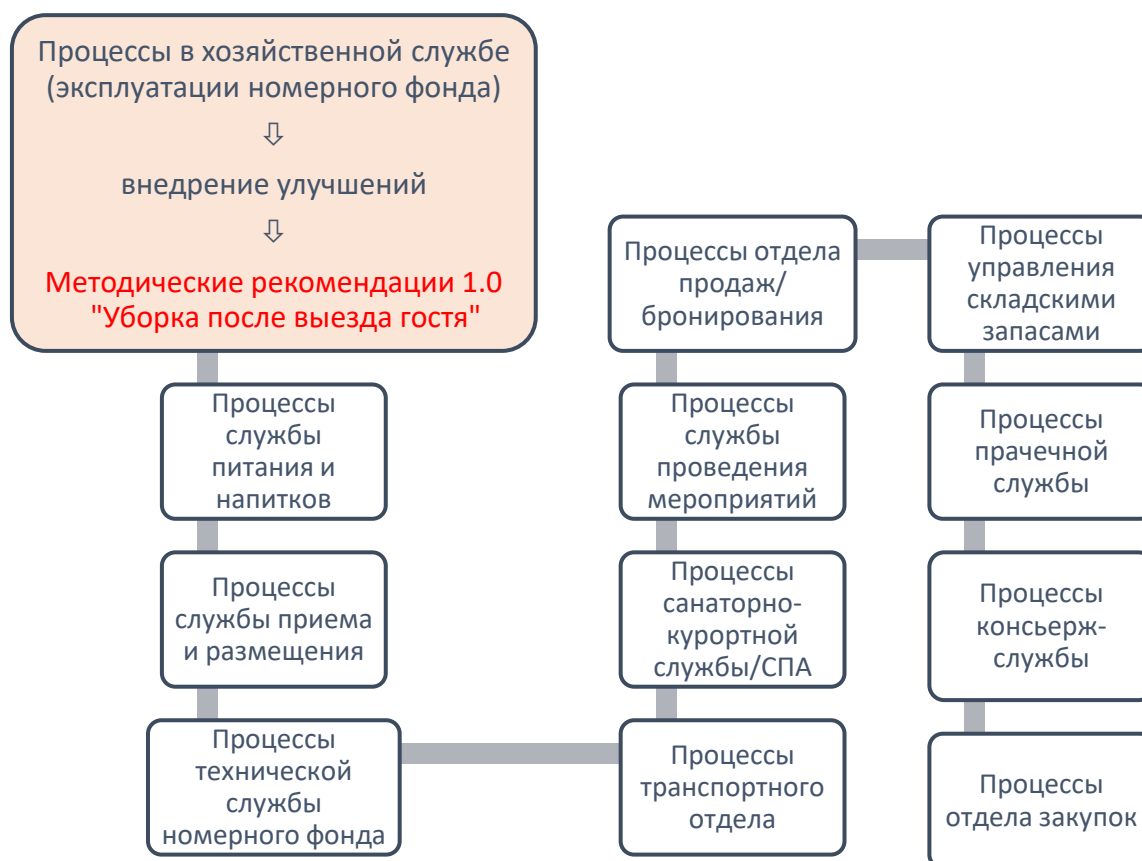 Процессы в хозяйственной службе
(эксплуатации номерного фонда)
⇩
внедрение улучшений
⇩
Методические рекомендации 1.0
"Уборка после выезда гостя"
Процессы
службы
питания и
напитков
Процессы
службы приема
и размещения
Процессы
технической
службы
номерного фонда
Процессы отдела
продаж/
бронирования
Процессы
службы
проведения
мероприятий
Процессы
санаторно-
курортной
службы/СПА
Процессы
транспортного
отдела
Процессы
управления
складскими
запасами
Процессы
прачечной
службы
Процессы
консьерж-
службы
Процессы
отдела закупок